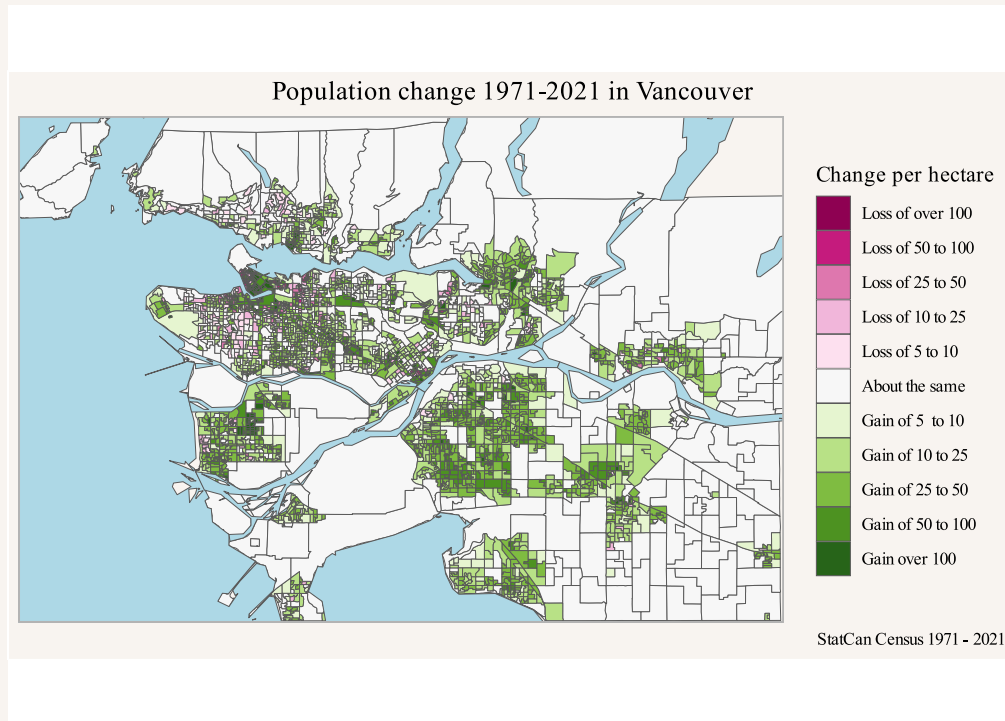 Population change 1971-2021 in Vancouver
Change per hectare
Loss of over 100
Loss of 50 to 100
Loss of 25 to 50
Loss of 10 to 25
Loss of 5 to 10
About the same
Gain of 5 to 10
Gain of 10 to 25
Gain of 25 to 50
Gain of 50 to 100
Gain over 100
StatCan Census 1971 - 2021